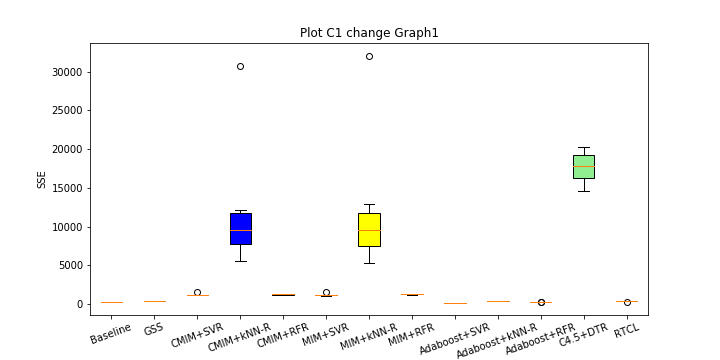 Plot C1 change Graph1
30000
25000
20000
15000
10000
5000
0
SSE
Baseline
GSS
CMIM+SVR
CMIM+kNN-R
CMIM+RFR
MIM+SVR
MIM+kNN-R
MIM+RFR
Adaboost+SVR
Adaboost+kNN-R
Adaboost+RFR
C4.5+DTR
RTCL